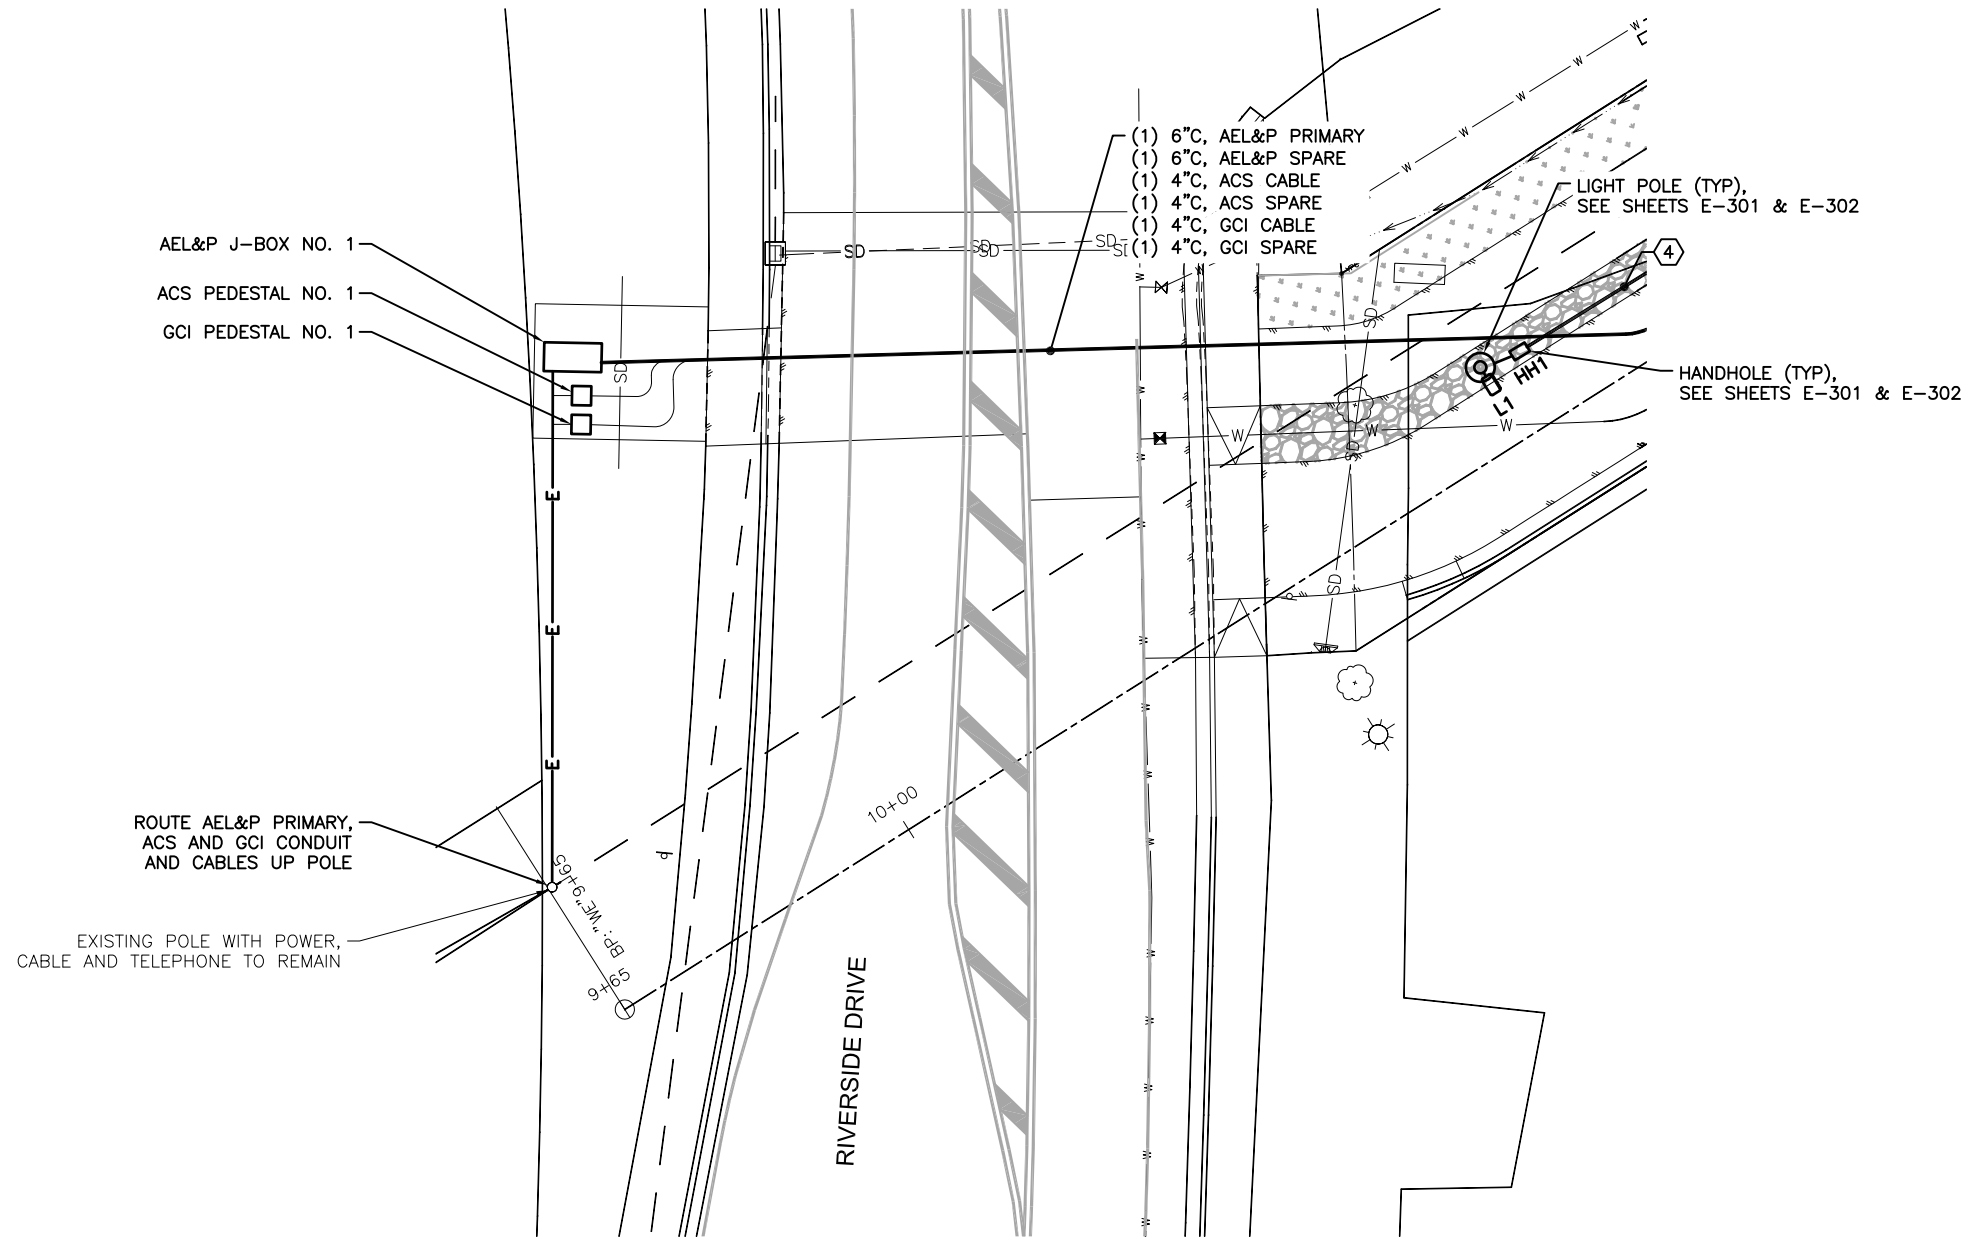 (1) 6"C, AEL&P PRIMARY
(1) 6"C, AEL&P SPARE
(1) 4"C, ACS CABLE
(1) 4"C, ACS SPARE
(1) 4"C, GCI CABLE
(1) 4"C, GCI SPARE
LIGHT POLE (TYP),
SEE SHEETS E-301 & E-302
4
AEL&P J-BOX NO. 1
ACS PEDESTAL NO. 1
GCI PEDESTAL NO. 1
HANDHOLE (TYP),
SEE SHEETS E-301 & E-302
HH1
L1
W
W
W
W
W
SD
SD
SD
SD
SD
SD
SD
SD
W
W
W
E
E
E
10+00
ROUTE AEL&P PRIMARY,
ACS AND GCI CONDUIT
AND CABLES UP POLE
BP: "WE"9+65
9+65
EXISTING POLE WITH POWER,
CABLE AND TELEPHONE TO REMAIN
RIVERSIDE DRIVE